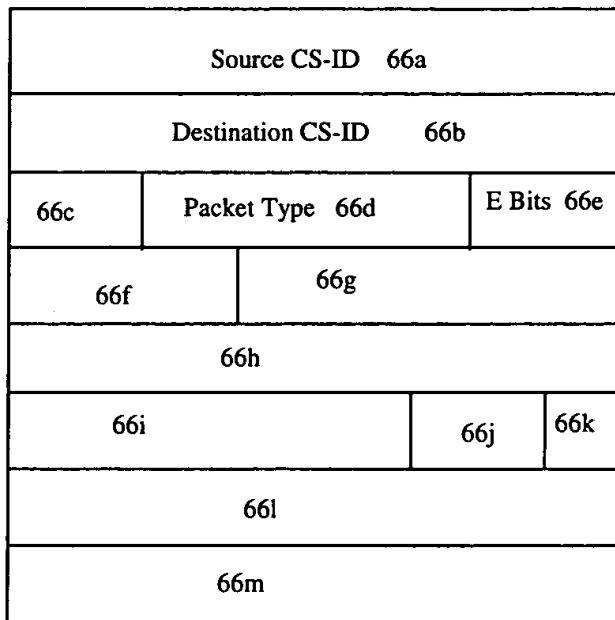 Source CS-ID 66a
Destination CS-ID 66b
66c Packet Type 66d E Bits 66e
66f 66g
66h
66i 66j 66k
66l
66m